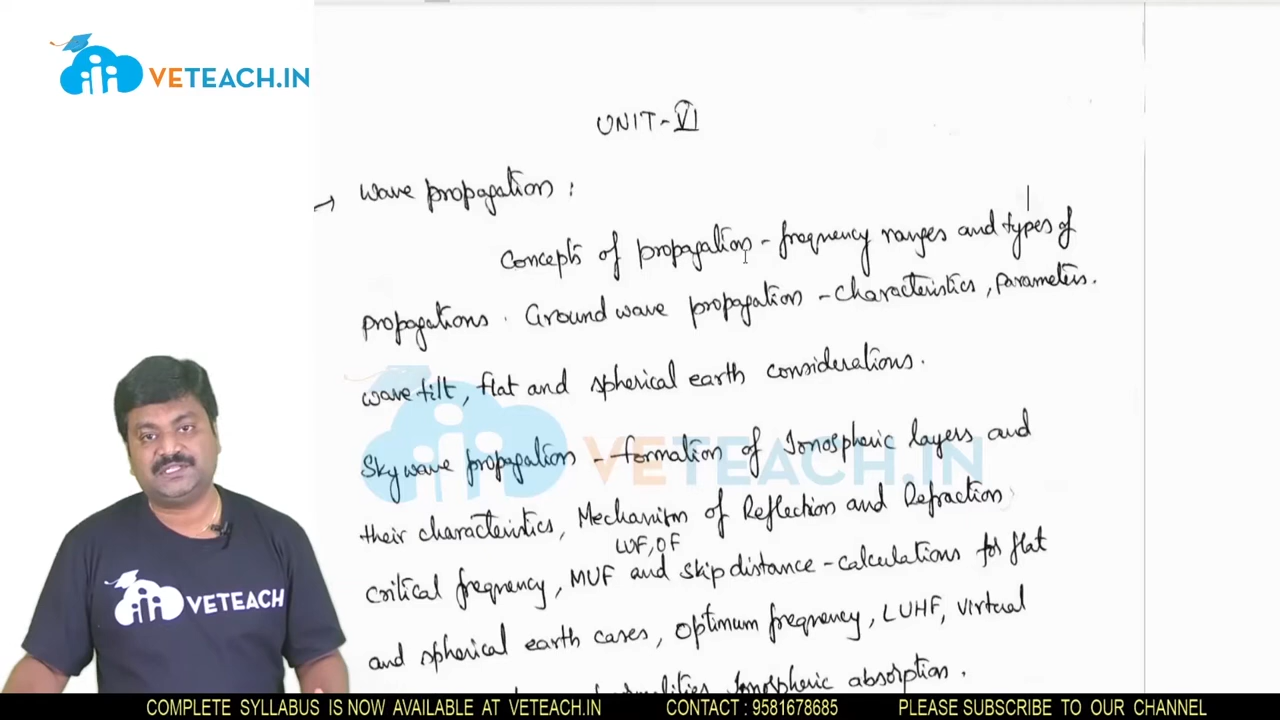 VETEACH.IN
UNIT-VI
→ Wave propagation :
Concepts of propagation - frequency ranges and types of
propagations. Ground wave propagation - characteristics, parameters.
wave tilt, flat and spherical earth considerations.
VETEACH.IN
Sky wave propagation - formation of Ionospheric layers and
their characteristics, Mechanism of Reflection and Refraction
LUF, OF
critical frequency, MUF and skip distance - calculations for flat
and spherical earth cases, optimum frequency, LUHF, virtual
Ionospheric absorption.
VETEACH
COMPLETE SYLLABUS IS NOW AVAILABLE AT VETEACH.IN CONTACT : 9581678685 PLEASE SUBSCRIBE TO OUR CHANNEL